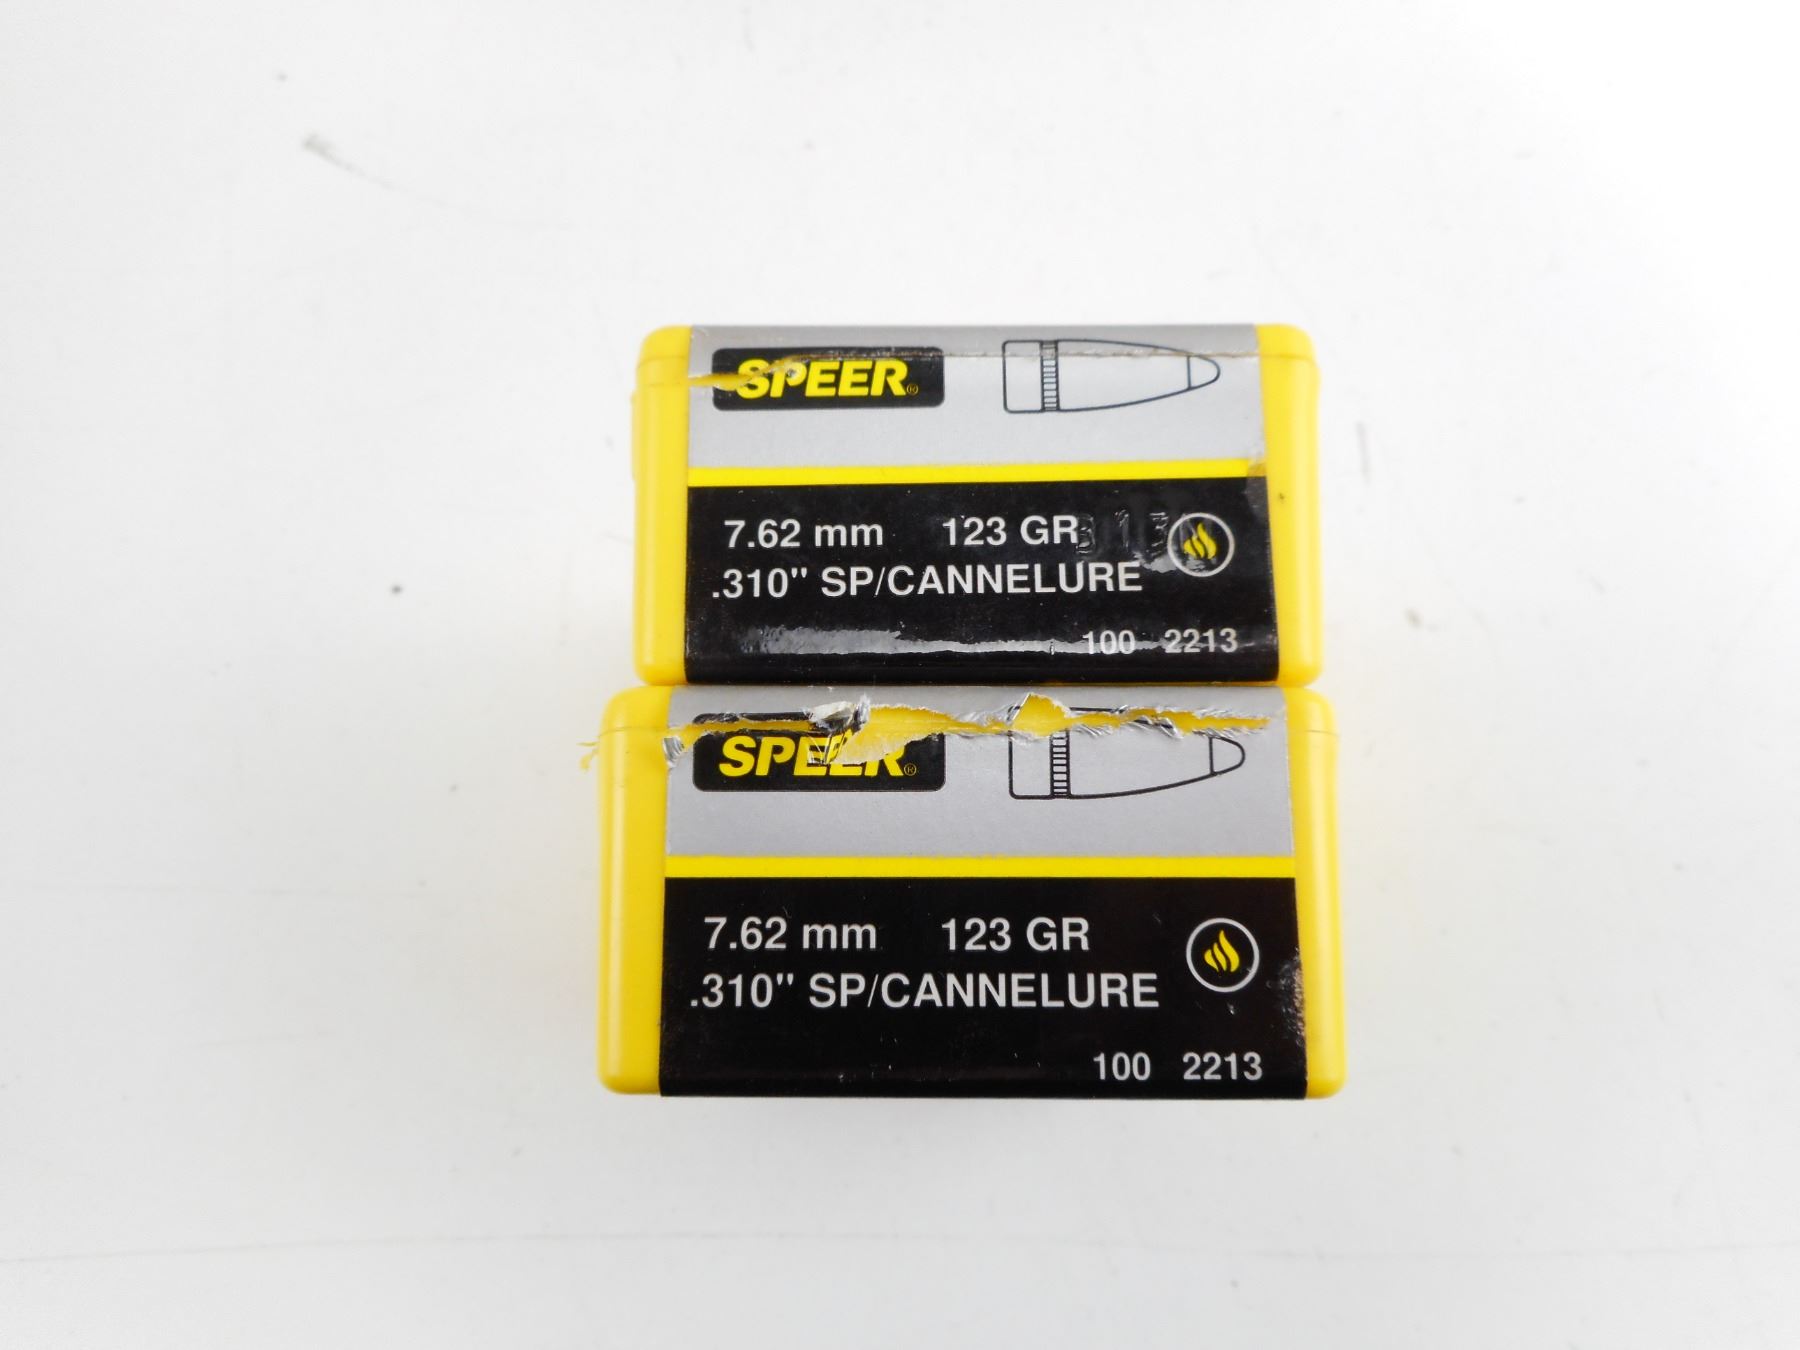 SPEER®
7.62 mm 123 GR
.310" SP/CANNELURE
100 2213
SPEER®
7.62 mm 123 GR
.310" SP/CANNELURE
100 2213